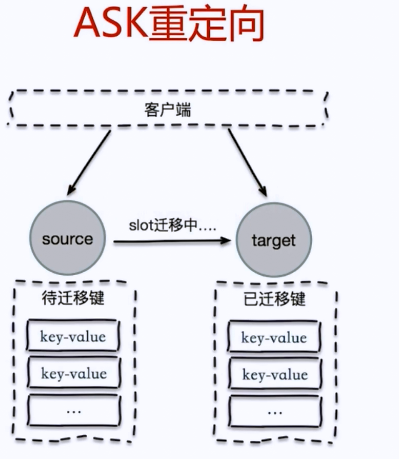 ASK重定向
客户端
slot迁移中....
source
target
待迁移键
已迁移键
key-value
key-value
key-value
key-value
...
...